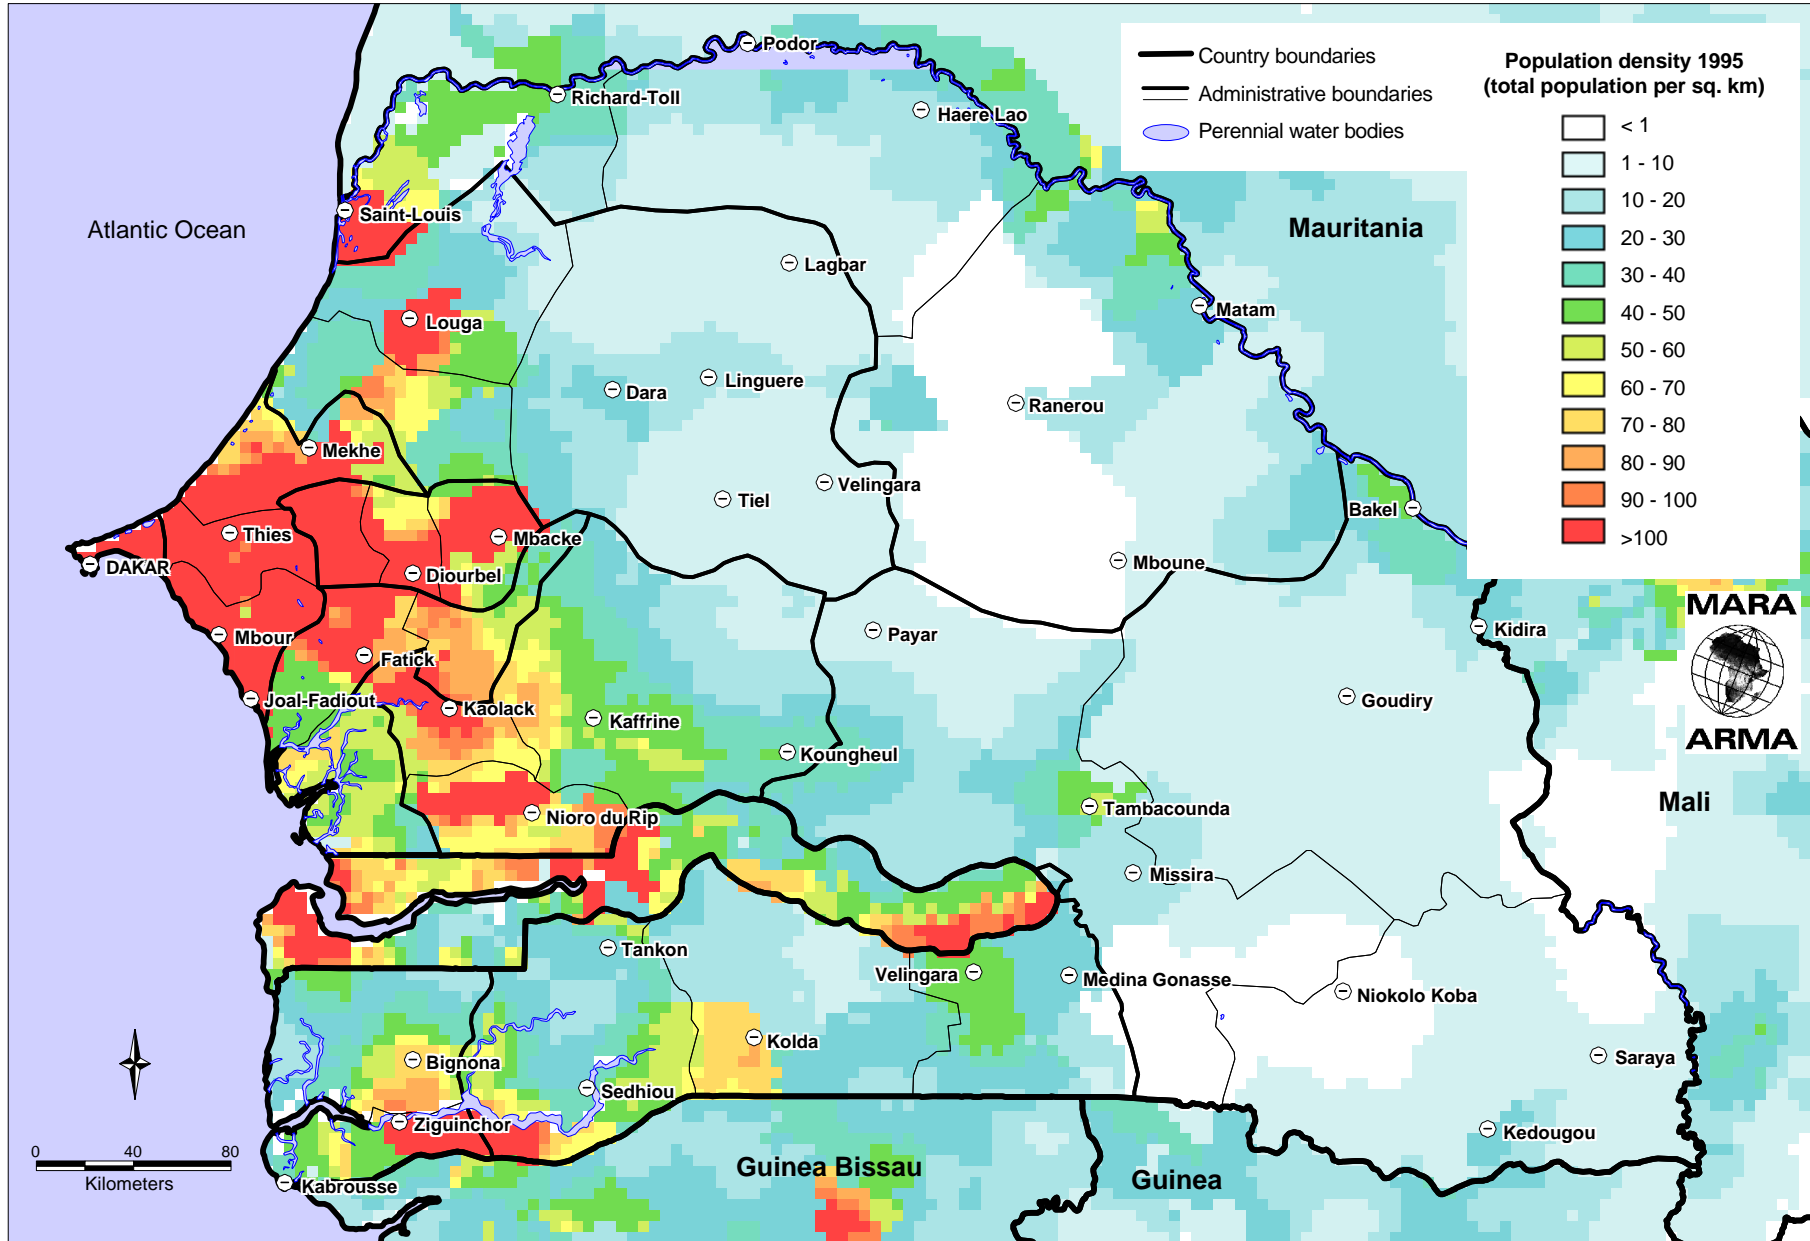 Country boundaries
Administrative boundaries
Perennial water bodies
Population density 1995
(total population per sq. km)
< 1
1 - 10
10 - 20
20 - 30
30 - 40
40 - 50
50 - 60
60 - 70
70 - 80
80 - 90
90 - 100
>100
Podor
Richard-Toll
Haere Lao
Saint-Louis
Atlantic Ocean
Mauritania
Lagbar
Matam
Louga
Linguere
Dara
Ranerou
Mekhe
Velingara
Tiel
Bakel
Thies
Mbacke
DAKAR
Diourbel
Mboune
MARA
ARMA
Kidira
Payar
Mbour
Fatick
Joal-Fadiout
Goudiry
Kaolack
Kaffrine
Koungheul
Mali
Tambacounda
Nioro du Rip
Missira
Tankon
Velingara
Medina Gonasse
Niokolo Koba
Kolda
Saraya
Bignona
Sedhiou
Ziguinchor
Kedougou
0 40 80
Kilometers
Kabrousse
Guinea Bissau
Guinea